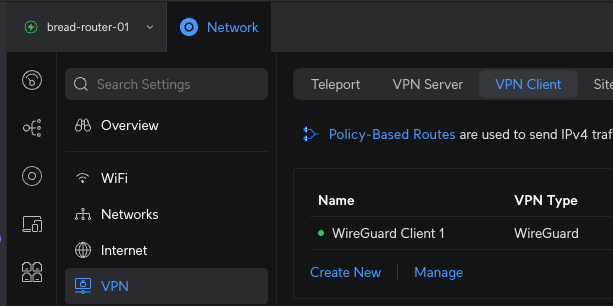 bread-router-01
Network
Search Settings
Overview
WiFi
Networks
Internet
VPN
Teleport VPN Server VPN Client Site
Policy-Based Routes are used to send IPv4 traf
Name VPN Type
WireGuard Client 1 WireGuard
Create New Manage